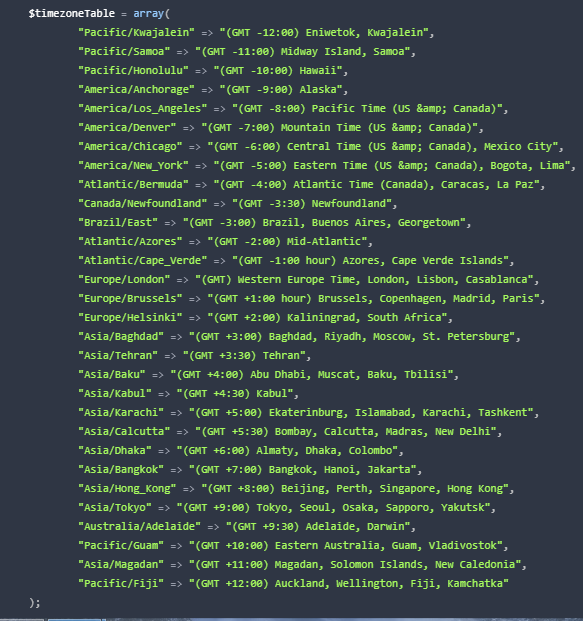 $timezoneTable = array(
"Pacific/Kwajalein" => "(GMT -12:00) Eniwetok, Kwajalein",
"Pacific/Samoa" => "(GMT -11:00) Midway Island, Samoa",
"Pacific/Honolulu" => "(GMT -10:00) Hawaii",
"America/Anchorage" => "(GMT -9:00) Alaska",
"America/Los_Angeles" => "(GMT -8:00) Pacific Time (US &amp; Canada)",
"America/Denver" => "(GMT -7:00) Mountain Time (US &amp; Canada)",
"America/Chicago" => "(GMT -6:00) Central Time (US &amp; Canada), Mexico City",
"America/New_York" => "(GMT -5:00) Eastern Time (US &amp; Canada), Bogota, Lima",
"Atlantic/Bermuda" => "(GMT -4:00) Atlantic Time (Canada), Caracas, La Paz",
"Canada/Newfoundland" => "(GMT -3:30) Newfoundland",
"Brazil/East" => "(GMT -3:00) Brazil, Buenos Aires, Georgetown",
"Atlantic/Azores" => "(GMT -2:00) Mid-Atlantic",
"Atlantic/Cape_Verde" => "(GMT -1:00 hour) Azores, Cape Verde Islands",
"Europe/London" => "(GMT) Western Europe Time, London, Lisbon, Casablanca",
"Europe/Brussels" => "(GMT +1:00 hour) Brussels, Copenhagen, Madrid, Paris",
"Europe/Helsinki" => "(GMT +2:00) Kaliningrad, South Africa",
"Asia/Baghdad" => "(GMT +3:00) Baghdad, Riyadh, Moscow, St. Petersburg",
"Asia/Tehran" => "(GMT +3:30) Tehran",
"Asia/Baku" => "(GMT +4:00) Abu Dhabi, Muscat, Baku, Tbilisi",
"Asia/Kabul" => "(GMT +4:30) Kabul",
"Asia/Karachi" => "(GMT +5:00) Ekaterinburg, Islamabad, Karachi, Tashkent",
"Asia/Calcutta" => "(GMT +5:30) Bombay, Calcutta, Madras, New Delhi",
"Asia/Dhaka" => "(GMT +6:00) Almaty, Dhaka, Colombo",
"Asia/Bangkok" => "(GMT +7:00) Bangkok, Hanoi, Jakarta",
"Asia/Hong_Kong" => "(GMT +8:00) Beijing, Perth, Singapore, Hong Kong",
"Asia/Tokyo" => "(GMT +9:00) Tokyo, Seoul, Osaka, Sapporo, Yakutsk",
"Australia/Adelaide" => "(GMT +9:30) Adelaide, Darwin",
"Pacific/Guam" => "(GMT +10:00) Eastern Australia, Guam, Vladivostok",
"Asia/Magadan" => "(GMT +11:00) Magadan, Solomon Islands, New Caledonia",
"Pacific/Fiji" => "(GMT +12:00) Auckland, Wellington, Fiji, Kamchatka"
);